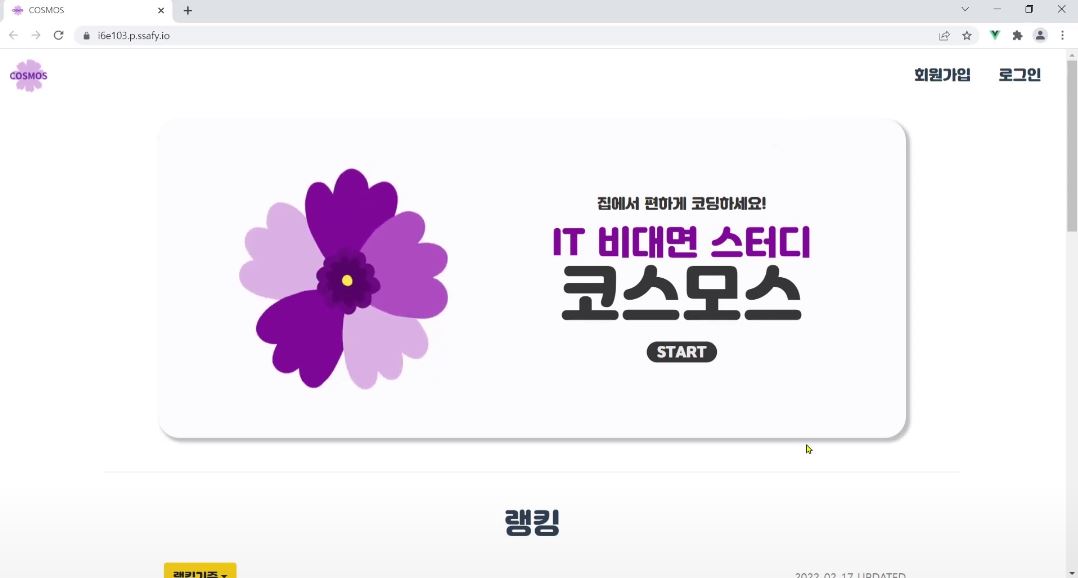 COSMOS
i6e103.p.ssafy.io
COSMOS
회원가입
로그인
집에서 편하게 코딩하세요!
IT 비대면 스터디
코스모스
START
랭킹
랭킹기준
2022-02-17 UPDATED